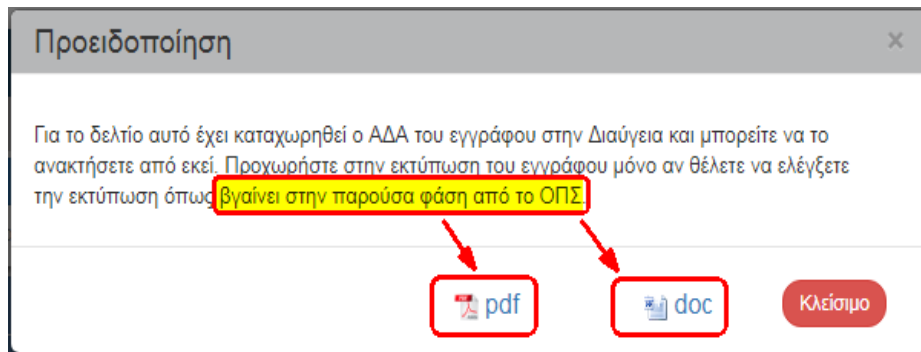 Προειδοποίηση
×
Για το δελτίο αυτό έχει καταχωρηθεί ο ΑΔΑ του εγγράφου στην Διαύγεια και μπορείτε να το
ανακτήσετε από εκεί. Προχωρήστε στην εκτύπωση του εγγράφου μόνο αν θέλετε να ελέγξετε
την εκτύπωση όπως βγαίνει στην παρούσα φάση από το ΟΠΣ.
pdf doc Κλείσιμο